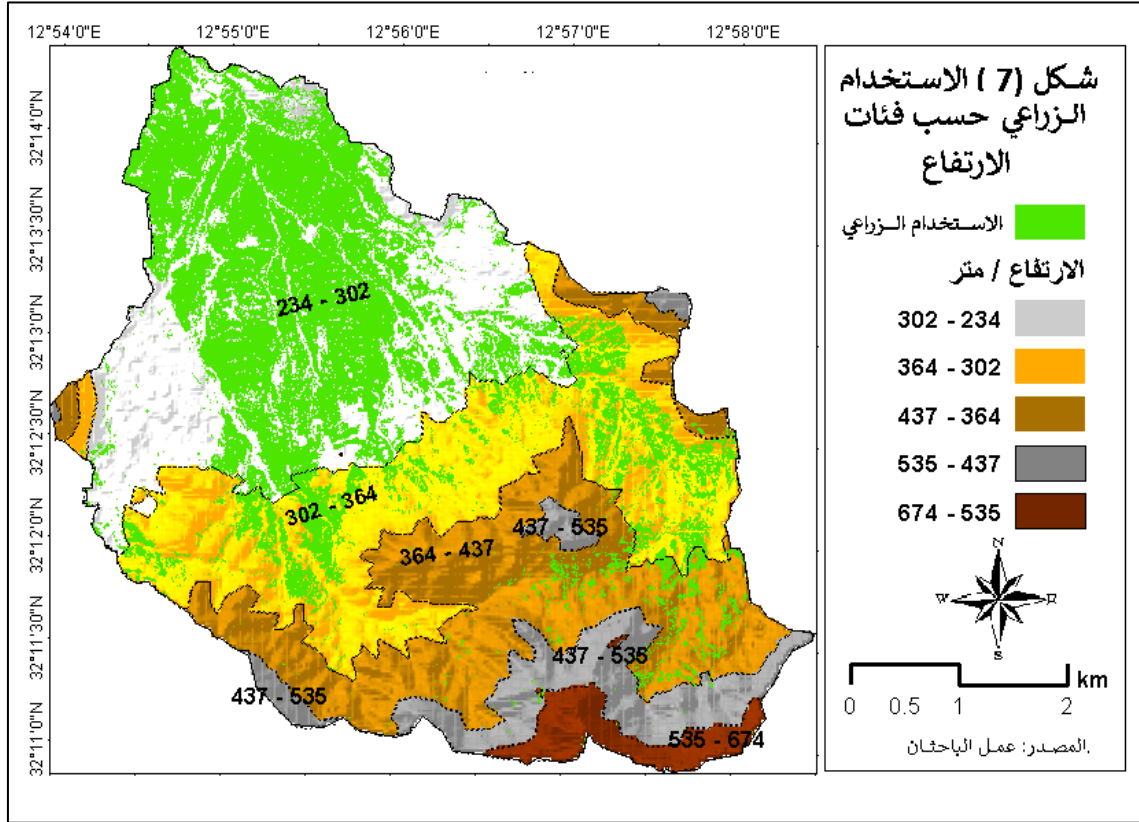 12°54'0"E 12°55'0"E 12°56'0"E 12°57'0"E 12°58'0"E
32°14'0"N
32°13'30"N
32°13'0"N
32°12'30"N
32°12'0"N
32°11'30"N
32°11'0"N
234 - 302
302 - 364
364 - 437
437 - 535
437 - 535
437 - 535
535 - 674
شكل (7 ) الاستخدام
الزراعي حسب فئات
الارتفاع
الاستخدام الزراعي
الارتفاع / متر
302 - 234
364 - 302
437 - 364
535 - 437
674 - 535
N
W E
S
km
0 0.5 1 2
المصدر: عمل الباحثان.